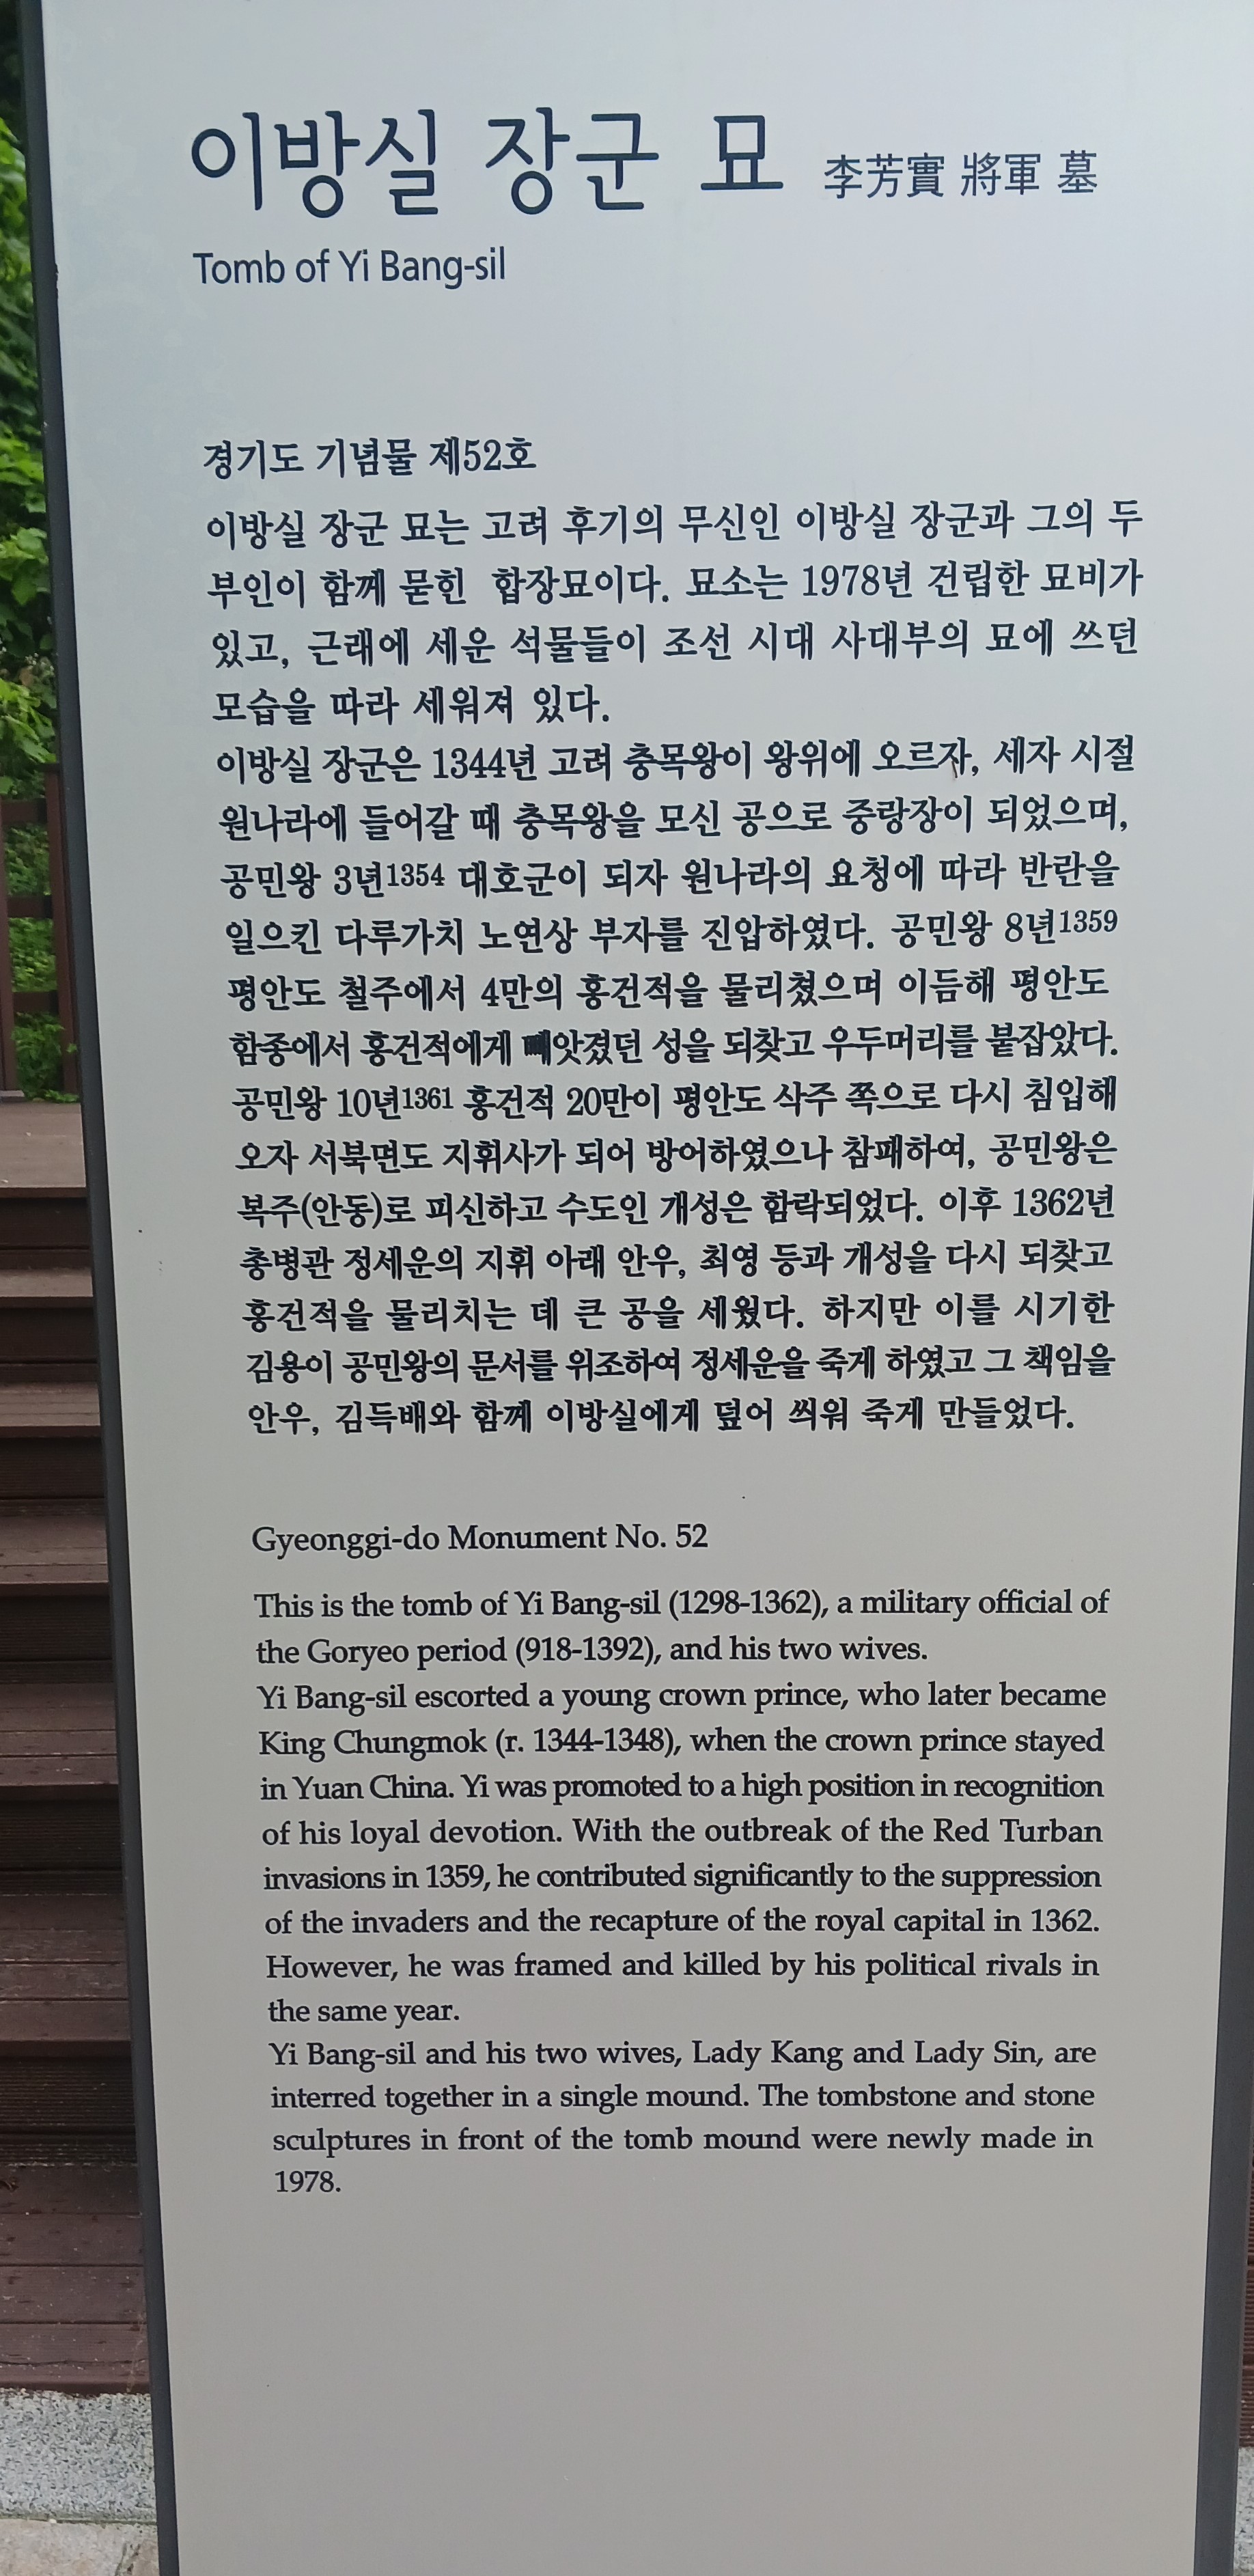 이방실 장군 묘 李芳實 將軍 墓
Tomb of Yi Bang-sil
경기도 기념물 제52호
이방실 장군 묘는 고려 후기의 무신인 이방실 장군과 그의 두
부인이 함께 묻힌 합장묘이다. 묘소는 1978년 건립한 묘비가
있고, 근래에 세운 석물들이 조선 시대 사대부의 묘에 쓰던
모습을 따라 세워져 있다.
이방실 장군은 1344년 고려 충목왕이 왕위에 오르자, 세자 시절
원나라에 들어갈 때 충목왕을 모신 공으로 중랑장이 되었으며,
공민왕 3년1354 대호군이 되자 원나라의 요청에 따라 반란을
일으킨 다루가치 노연상 부자를 진압하였다. 공민왕 8년1359
평안도 철주에서 4만의 홍건적을 물리쳤으며 이듬해 평안도
함종에서 홍건적에게 빼앗겼던 성을 되찾고 우두머리를 붙잡았다.
공민왕 10년1361 홍건적 20만이 평안도 삭주 쪽으로 다시 침입해
오자 서북면도 지휘사가 되어 방어하였으나 참패하여, 공민왕은
복주(안동)로 피신하고 수도인 개성은 함락되었다. 이후 1362년
총병관 정세운의 지휘 아래 안우, 최영 등과 개성을 다시 되찾고
홍건적을 물리치는 데 큰 공을 세웠다. 하지만 이를 시기한
김용이 공민왕의 문서를 위조하여 정세운을 죽게 하였고 그 책임을
안우, 김득배와 함께 이방실에게 덮어 씌워 죽게 만들었다.
Gyeonggi-do Monument No. 52
This is the tomb of Yi Bang-sil (1298-1362), a military official of
the Goryeo period (918-1392), and his two wives.
Yi Bang-sil escorted a young crown prince, who later became
King Chungmok (r. 1344-1348), when the crown prince stayed
in Yuan China. Yi was promoted to a high position in recognition
of his loyal devotion. With the outbreak of the Red Turban
invasions in 1359, he contributed significantly to the suppression
of the invaders and the recapture of the royal capital in 1362.
However, he was framed and killed by his political rivals in
the same year.
Yi Bang-sil and his two wives, Lady Kang and Lady Sin, are
interred together in a single mound. The tombstone and stone
sculptures in front of the tomb mound were newly made in
1978.